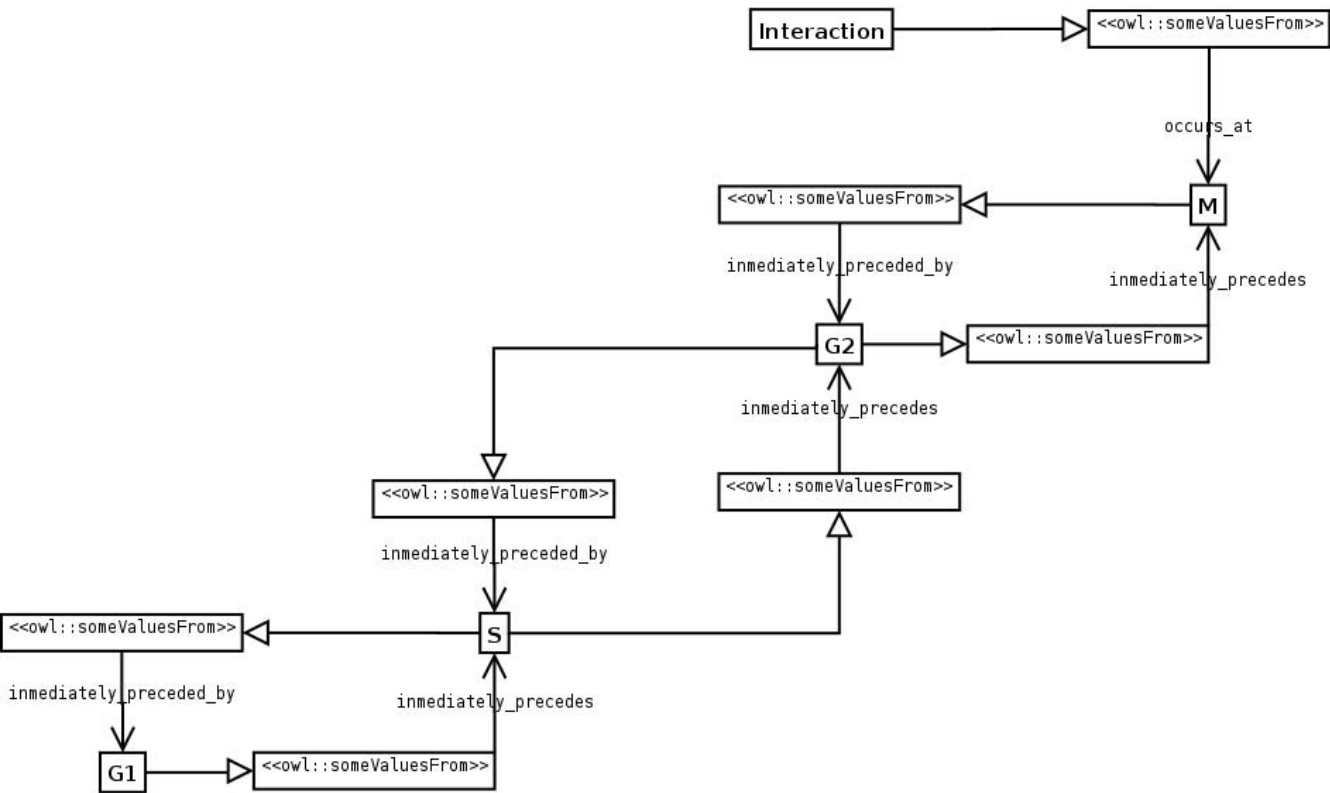 Interaction
<<owl::someValuesFrom>>
occurs_at
<<owl::someValuesFrom>>
M
inmediately_preceded_by
inmediately_precedes
G2
<<owl::someValuesFrom>>
inmediately_precedes
<<owl::someValuesFrom>>
<<owl::someValuesFrom>>
inmediately_preceded_by
<<owl::someValuesFrom>>
S
inmediately_preceded_by
inmediately_precedes
G1
<<owl::someValuesFrom>>